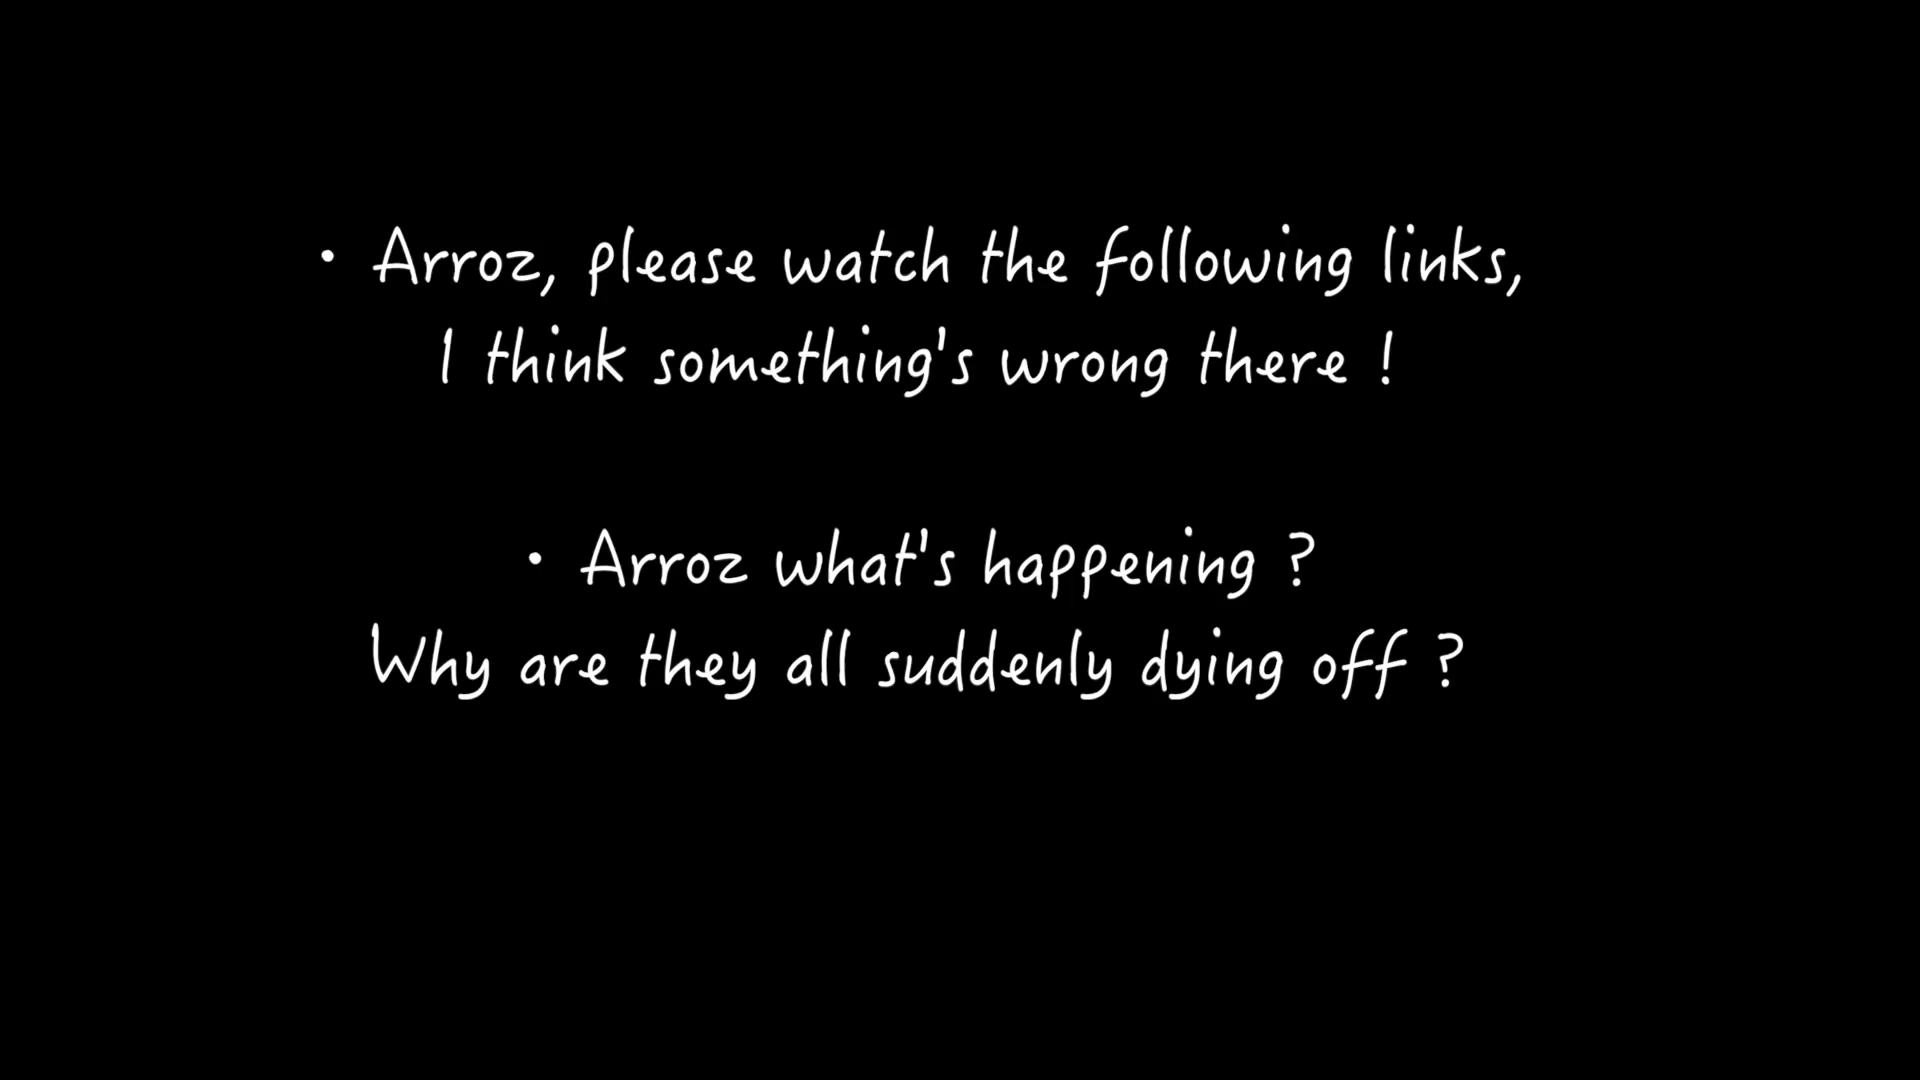 • Arroz, please watch the following links,
I think something's wrong there !
• Arroz what's happening ?
Why are they all suddenly dying off ?